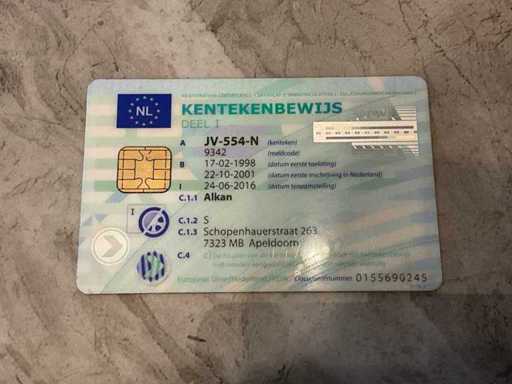 NL
KENTEKENBEWIJS
DEEL I
A JV-554-N (kenteken)
9342 (meldcode)
B 17-02-1998 (datum eerste toelating)
22-10-2001 (datum eerste inschrijving in Nederland)
I 24-06-2016 (datum tenaamstelling)
C.1.1 Alkan
I
C.1.2 S
C.1.3 Schopenhauerstraat 263
7323 MB Apeldoorn
C.4
Documentnummer 0155690245